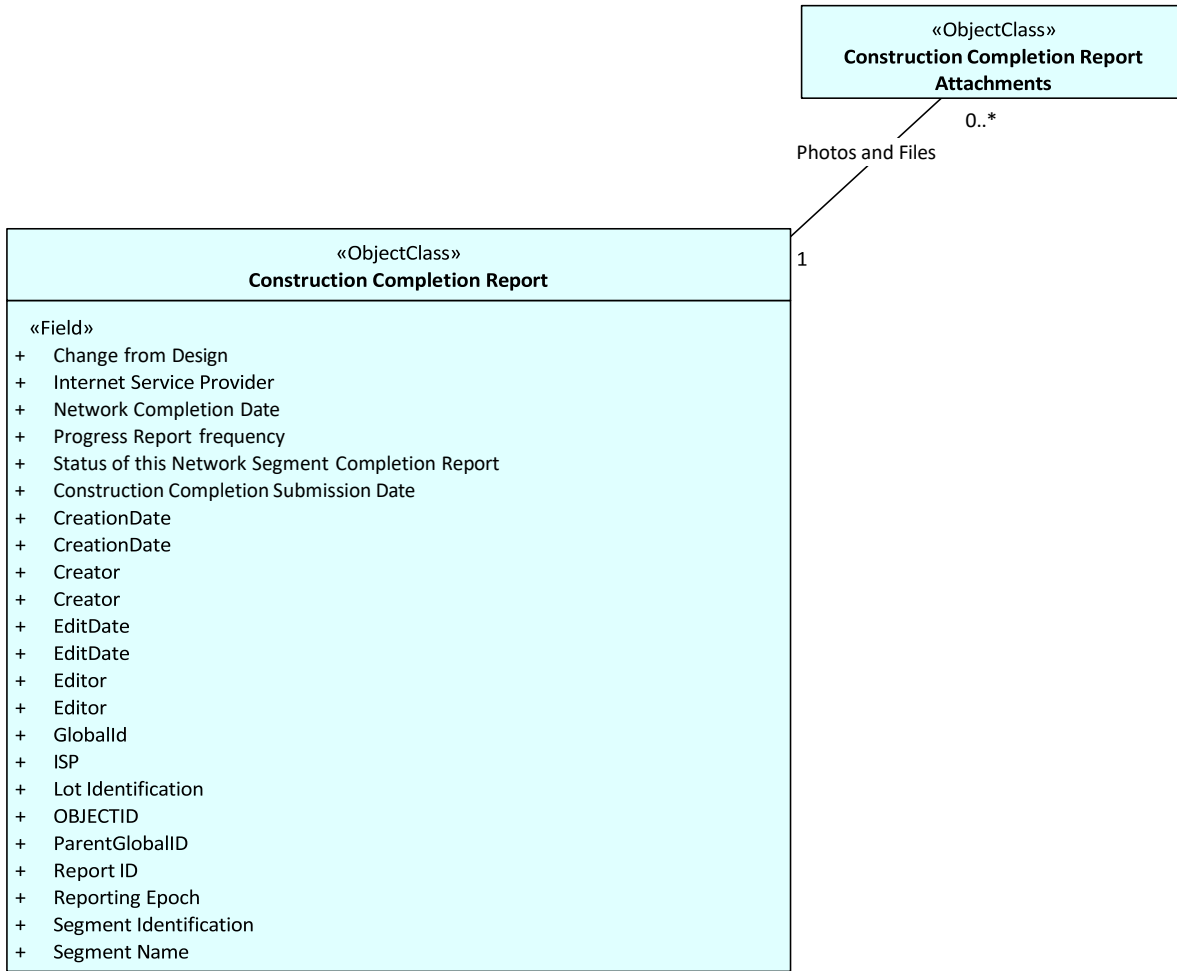 «ObjectClass»
Construction Completion Report
Attachments
0..*
Photos and Files
1
«ObjectClass»
Construction Completion Report
«Field»
+ Change from Design
+ Internet Service Provider
+ Network Completion Date
+ Progress Report frequency
+ Status of this Network Segment Completion Report
+ Construction Completion Submission Date
+ CreationDate
+ CreationDate
+ Creator
+ Creator
+ EditDate
+ EditDate
+ Editor
+ Editor
+ GlobalId
+ ISP
+ Lot Identification
+ OBJECTID
+ ParentGlobalID
+ Report ID
+ Reporting Epoch
+ Segment Identification
+ Segment Name